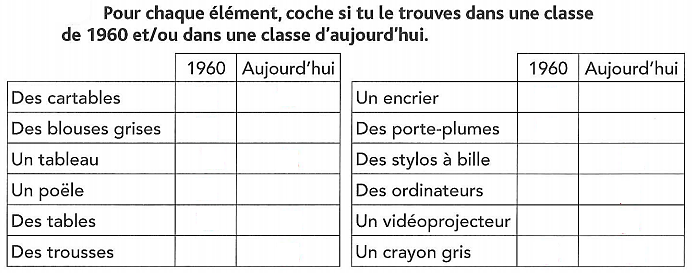 Pour chaque élément, coche si tu le trouves dans une classe
de 1960 et/ou dans une classe d'aujourd'hui.
1960 Aujourd'hui
Des cartables
Des blouses grises
Un tableau
Un poële
Des tables
Des trousses
1960 Aujourd'hui
Un encrier
Des porte-plumes
Des stylos à bille
Des ordinateurs
Un vidéoprojecteur
Un crayon gris